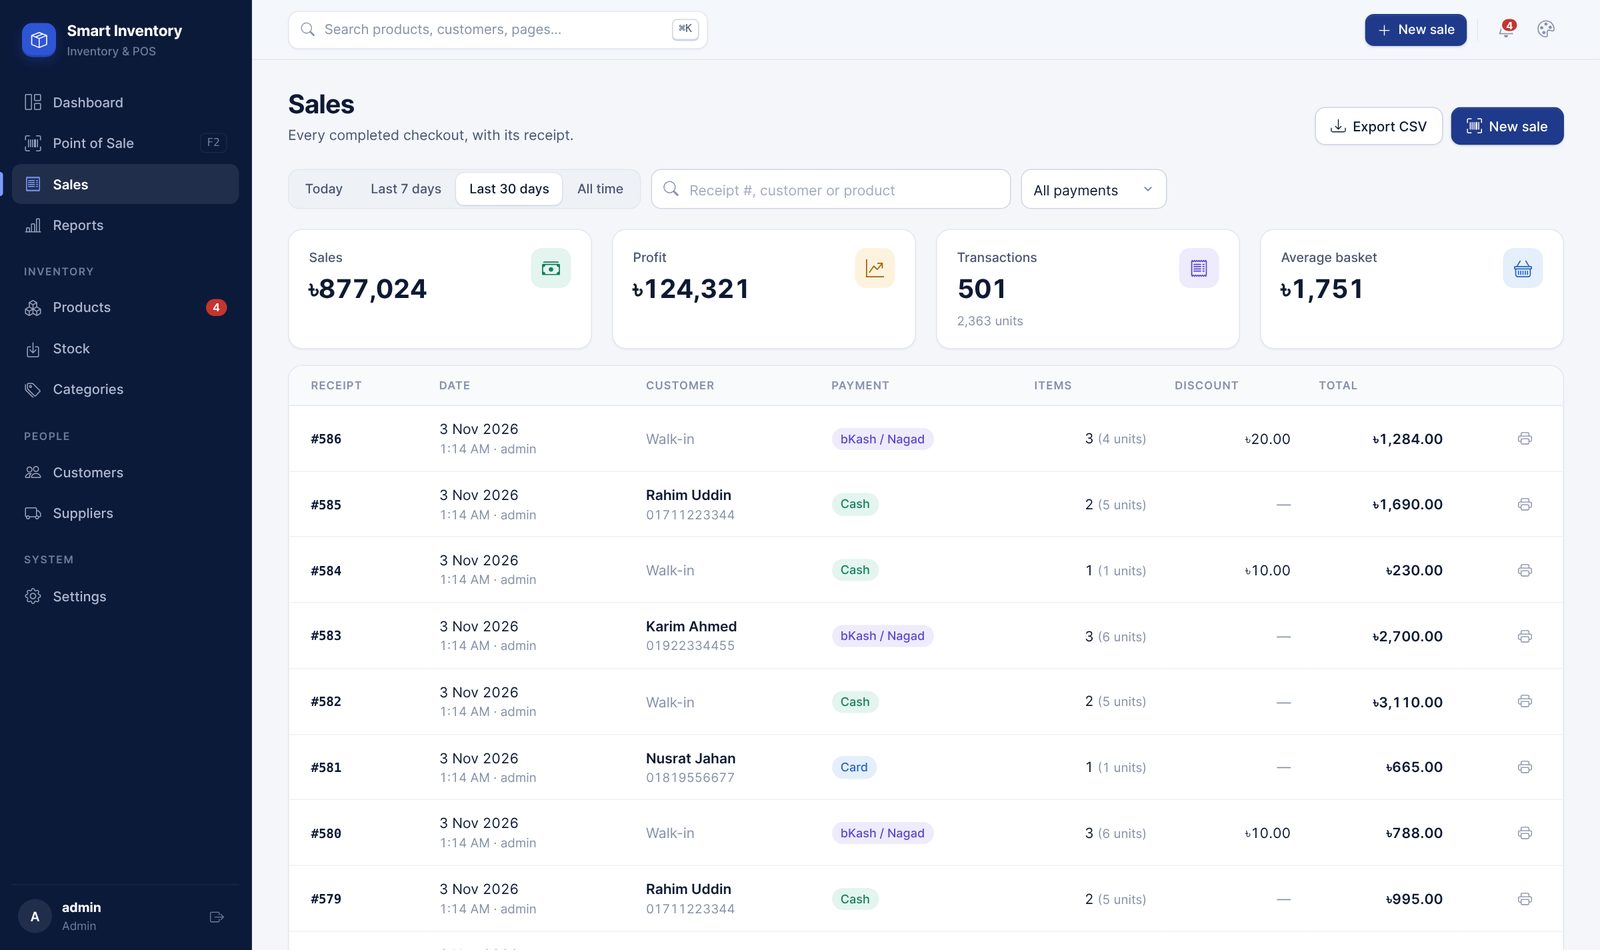 Smart Inventory
Inventory & POS
Dashboard
Point of Sale F2
Sales
Reports
INVENTORY
Products 4
Stock
Categories
PEOPLE
Customers
Suppliers
SYSTEM
Settings
A admin
Admin
Search products, customers, pages... ⌘K
+ New sale 4
Sales
Every completed checkout, with its receipt.
Export CSV New sale
Today Last 7 days Last 30 days All time Receipt #, customer or product All payments
Sales Profit Transactions Average basket
৳877,024 ৳124,321 501 ৳1,751
2,363 units
RECEIPT DATE CUSTOMER PAYMENT ITEMS DISCOUNT TOTAL
#586 3 Nov 2026 Walk-in bKash / Nagad 3 (4 units) ৳20.00 ৳1,284.00
1:14 AM · admin
#585 3 Nov 2026 Rahim Uddin Cash 2 (5 units) — ৳1,690.00
1:14 AM · admin 01711223344
#584 3 Nov 2026 Walk-in Cash 1 (1 units) ৳10.00 ৳230.00
1:14 AM · admin
#583 3 Nov 2026 Karim Ahmed bKash / Nagad 3 (6 units) — ৳2,700.00
1:14 AM · admin 01922334455
#582 3 Nov 2026 Walk-in Cash 2 (5 units) — ৳3,110.00
1:14 AM · admin
#581 3 Nov 2026 Nusrat Jahan Card 1 (1 units) — ৳665.00
1:14 AM · admin 01819556677
#580 3 Nov 2026 Walk-in bKash / Nagad 3 (6 units) ৳10.00 ৳788.00
1:14 AM · admin
#579 3 Nov 2026 Rahim Uddin Cash 2 (5 units) — ৳995.00
1:14 AM · admin 01711223344